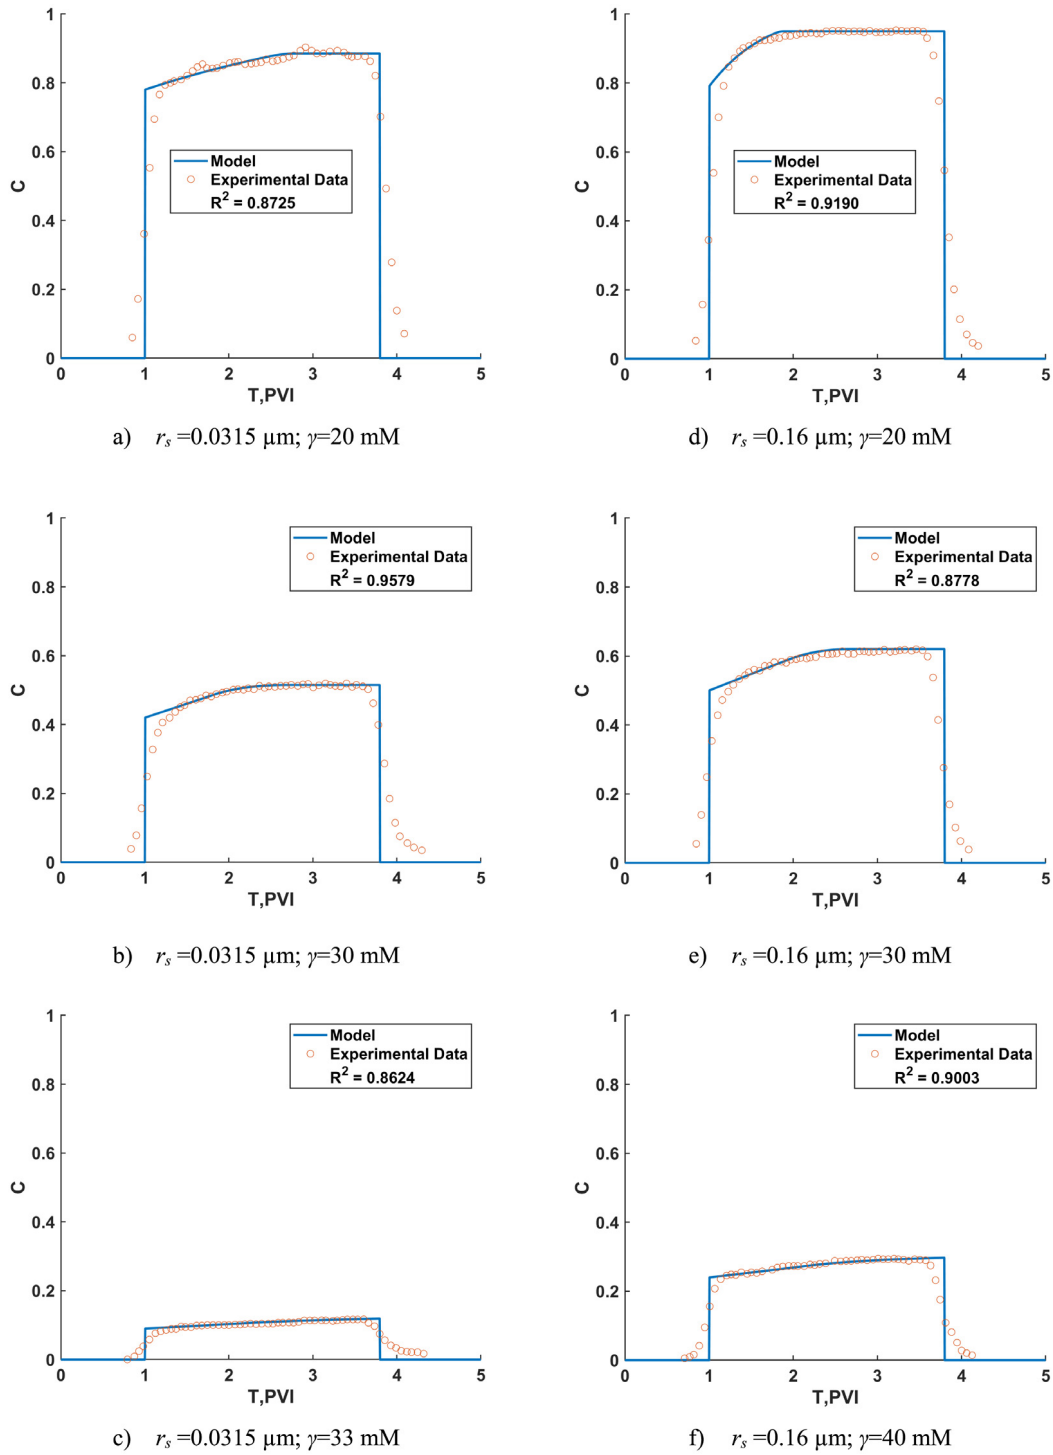 C
1
0.8
0.6
0.4
0.2
0
Model
Experimental Data
R² = 0.8725
0 1 2 3 4 5
T,PVI
a) rₛ =0.0315 µm; γ=20 mM
C
1
0.8
0.6
0.4
0.2
0
Model
Experimental Data
R² = 0.9190
0 1 2 3 4 5
T,PVI
d) rₛ =0.16 µm; γ=20 mM
C
1
0.8
0.6
0.4
0.2
0
Model
Experimental Data
R² = 0.9579
0 1 2 3 4 5
T,PVI
b) rₛ =0.0315 µm; γ=30 mM
C
1
0.8
0.6
0.4
0.2
0
Model
Experimental Data
R² = 0.8778
0 1 2 3 4 5
T,PVI
e) rₛ =0.16 µm; γ=30 mM
C
1
0.8
0.6
0.4
0.2
0
Model
Experimental Data
R² = 0.8624
0 1 2 3 4 5
T,PVI
c) rₛ =0.0315 µm; γ=33 mM
C
1
0.8
0.6
0.4
0.2
0
Model
Experimental Data
R² = 0.9003
0 1 2 3 4 5
T,PVI
f) rₛ =0.16 µm; γ=40 mM